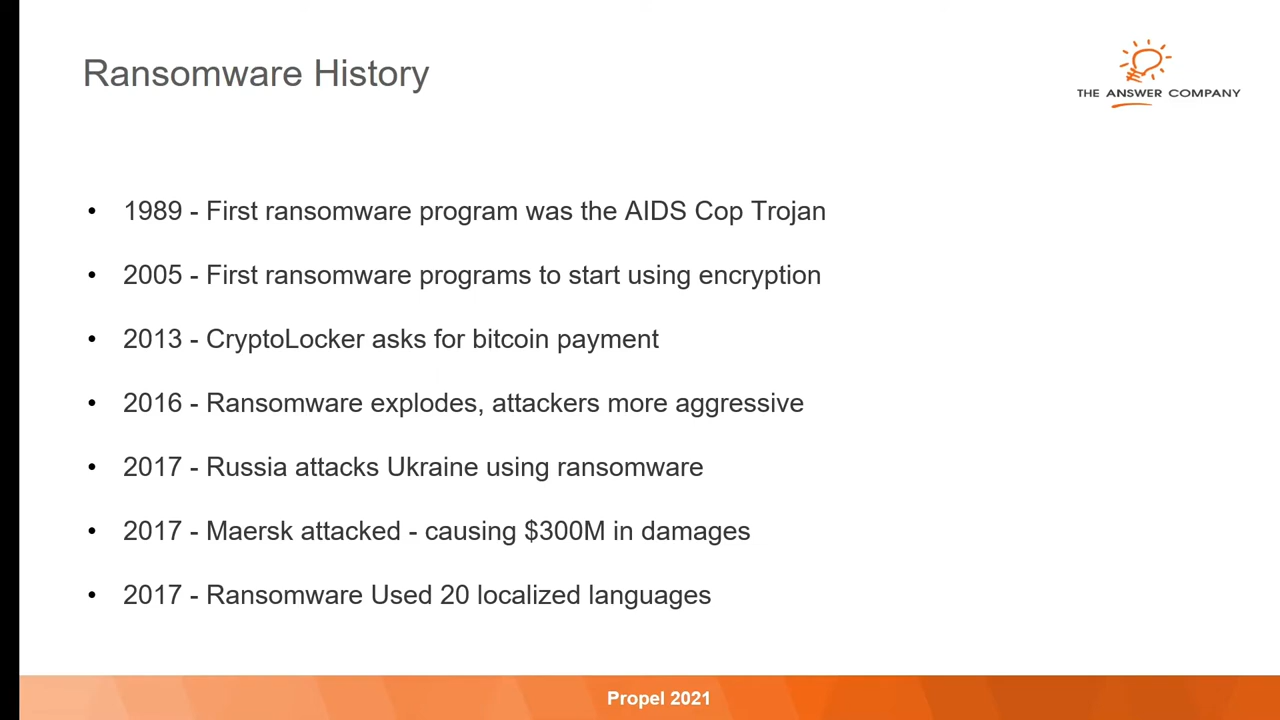 Ransomware History
THE ANSWER COMPANY
• 1989 - First ransomware program was the AIDS Cop Trojan
• 2005 - First ransomware programs to start using encryption
• 2013 - CryptoLocker asks for bitcoin payment
• 2016 - Ransomware explodes, attackers more aggressive
• 2017 - Russia attacks Ukraine using ransomware
• 2017 - Maersk attacked - causing $300M in damages
• 2017 - Ransomware Used 20 localized languages
Propel 2021